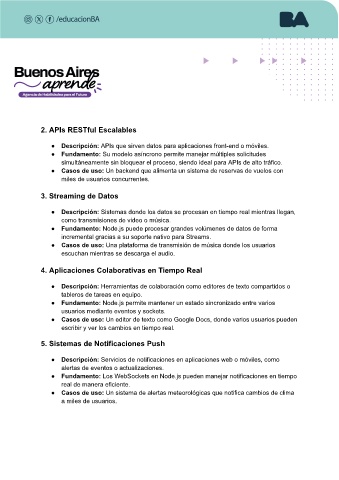 /educacionBA
BA
Buenos Aires
aprende
Agencia de Habilidades para el Futuro
2. APIs RESTful Escalables
● Descripción: APIs que sirven datos para aplicaciones front-end o móviles.
● Fundamento: Su modelo asíncrono permite manejar múltiples solicitudes
simultáneamente sin bloquear el proceso, siendo ideal para APIs de alto tráfico.
● Casos de uso: Un backend que alimenta un sistema de reservas de vuelos con
miles de usuarios concurrentes.
3. Streaming de Datos
● Descripción: Sistemas donde los datos se procesan en tiempo real mientras llegan,
como transmisiones de video o música.
● Fundamento: Node.js puede procesar grandes volúmenes de datos de forma
incremental gracias a su soporte nativo para Streams.
● Casos de uso: Una plataforma de transmisión de música donde los usuarios
escuchan mientras se descarga el audio.
4. Aplicaciones Colaborativas en Tiempo Real
● Descripción: Herramientas de colaboración como editores de texto compartidos o
tableros de tareas en equipo.
● Fundamento: Node.js permite mantener un estado sincronizado entre varios
usuarios mediante eventos y sockets.
● Casos de uso: Un editor de texto como Google Docs, donde varios usuarios pueden
escribir y ver los cambios en tiempo real.
5. Sistemas de Notificaciones Push
● Descripción: Servicios de notificaciones en aplicaciones web o móviles, como
alertas de eventos o actualizaciones.
● Fundamento: Los WebSockets en Node.js pueden manejar notificaciones en tiempo
real de manera eficiente.
● Casos de uso: Un sistema de alertas meteorológicas que notifica cambios de clima
a miles de usuarios.